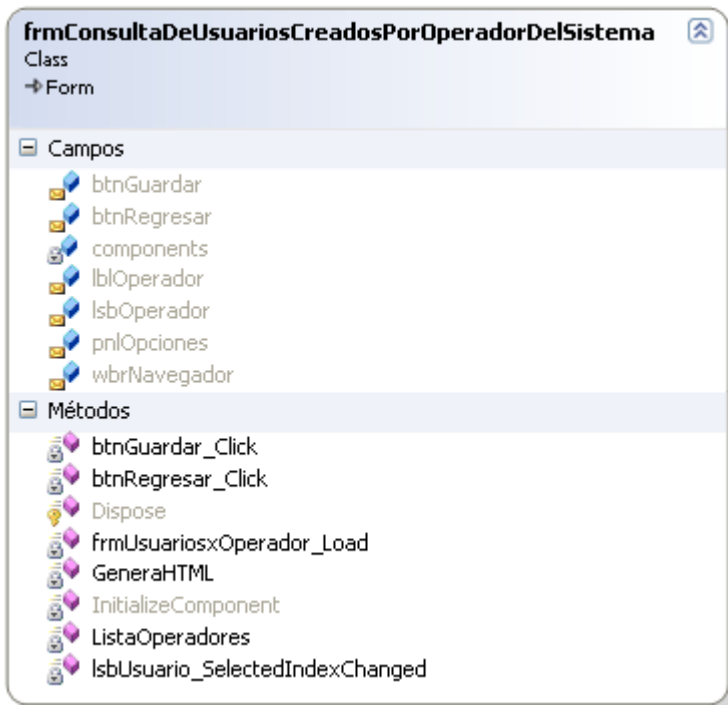 frmConsultaDeUsuariosCreadosPorOperadorDelSistema
Class
Form
Campos
btnGuardar
btnRegresar
components
lblOperador
lsbOperador
pnlOpciones
wbrNavegador
Métodos
btnGuardar_Click
btnRegresar_Click
Dispose
frmUsuariosxOperador_Load
GeneraHTML
InitializeComponent
ListaOperadores
lsbUsuario_SelectedIndexChanged